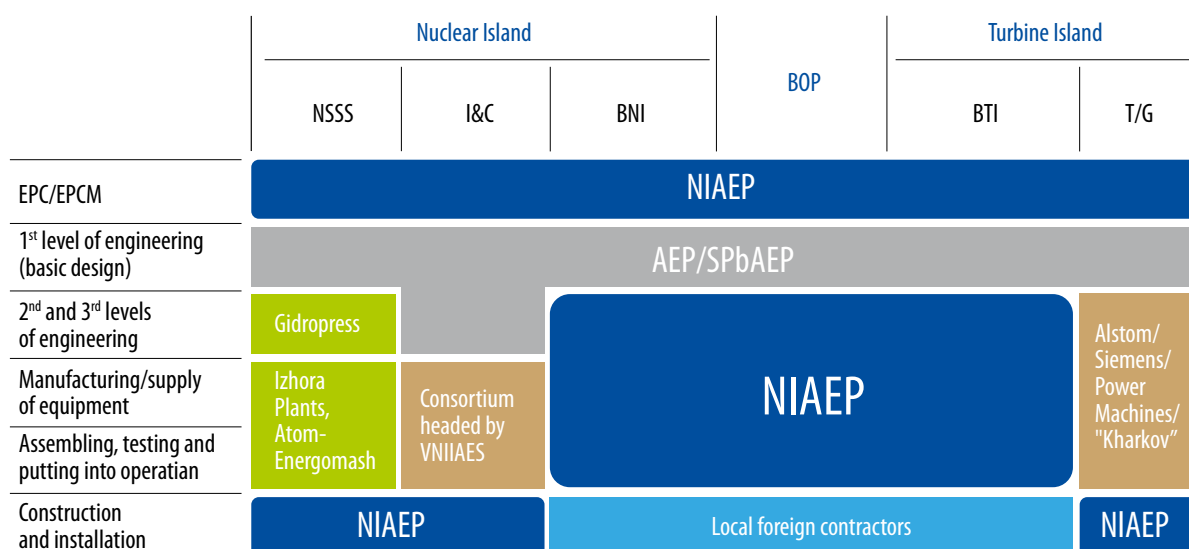 Nuclear Island
Turbine Island
BOP
NSSS
I&C
BNI
BTI
T/G
EPC/EPCM
NIAEP
1st level of engineering
(basic design)
AEP/SPbAEP
2nd and 3rd levels
of engineering
Gidropress
NIAEP
Alstom/
Siemens/
Power
Machines/
"Kharkov”
Manufacturing/supply
of equipment
Izhora
Plants,
Atom-
Energomash
Consortium
headed by
VNIIAES
Assembling, testing and
putting into operatian
Construction
and installation
NIAEP
Local foreign contractors
NIAEP